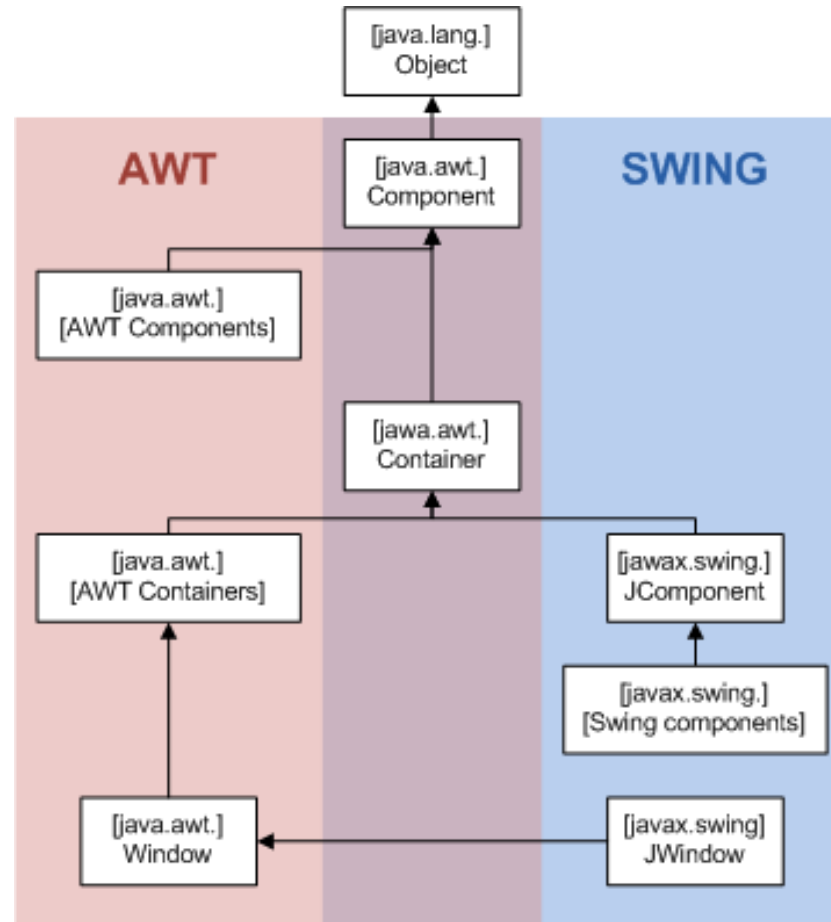 [java.lang.]
Object
AWT
[java.awt.]
Component
SWING
[java.awt.]
[AWT Components]
[jawa.awt.]
Container
[java.awt.]
[AWT Containers]
[jawax.swing.]
JComponent
[javax.swing.]
[Swing components]
[java.awt.]
Window
[javax.swing]
JWindow